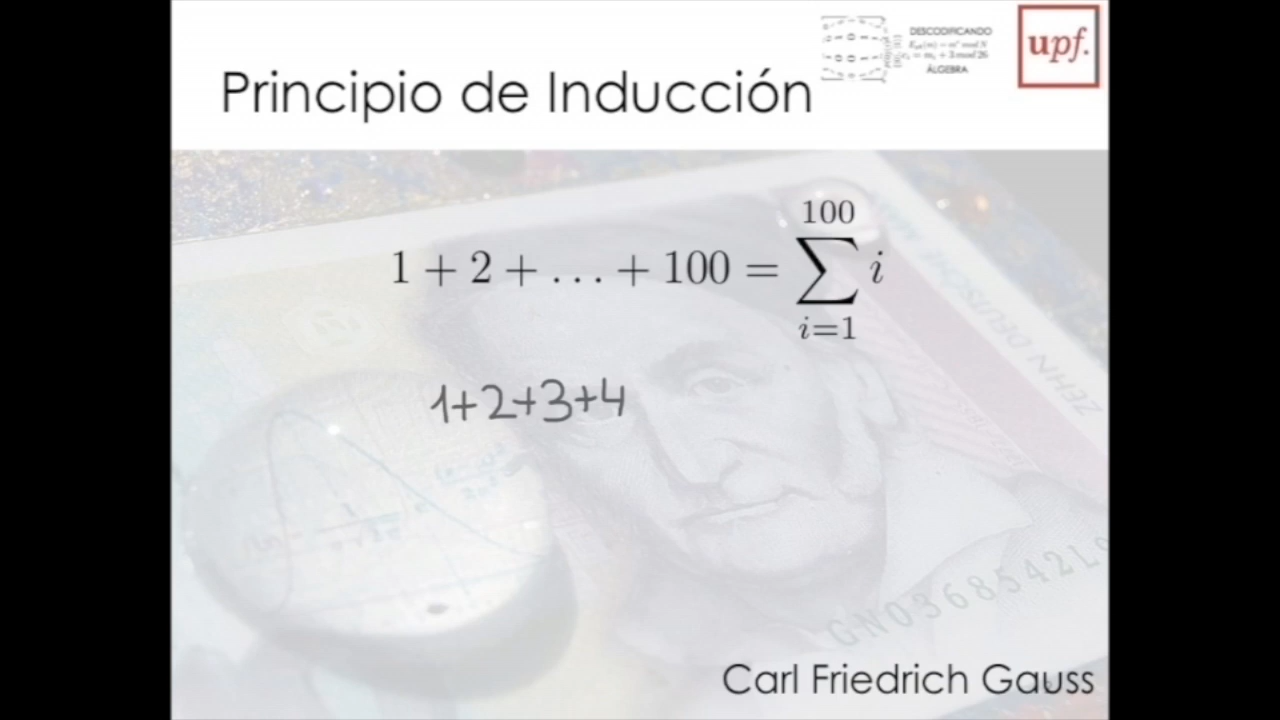 DESCODIFICANDO
ÁLGEBRA
upf.
Principio de Inducción
100
1 + 2 + ... + 100 = ∑ i
i=1
1+2+3+4
ZEHN DEUTSCHE
GN0368542L
Carl Friedrich Gauss